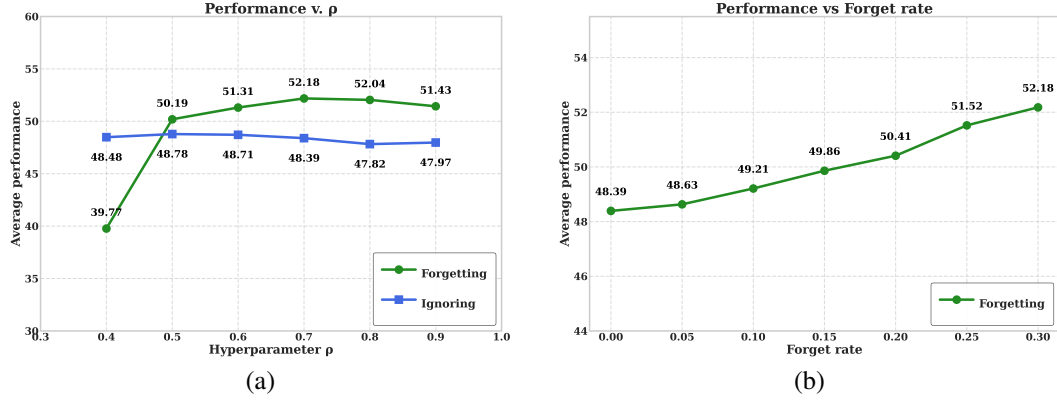 Performance v. ρ
60
55
50
45
40
35
30
Average performance
39.77
50.19
51.31
52.18
52.04
51.43
48.48
48.78
48.71
48.39
47.82
47.97
Forgetting
Ignoring
0.3 0.4 0.5 0.6 0.7 0.8 0.9 1.0
Hyperparameter ρ
(a)
Performance vs Forget rate
54
52
50
48
46
44
Average performance
48.39
48.63
49.21
49.86
50.41
51.52
52.18
Forgetting
0.00 0.05 0.10 0.15 0.20 0.25 0.30
Forget rate
(b)